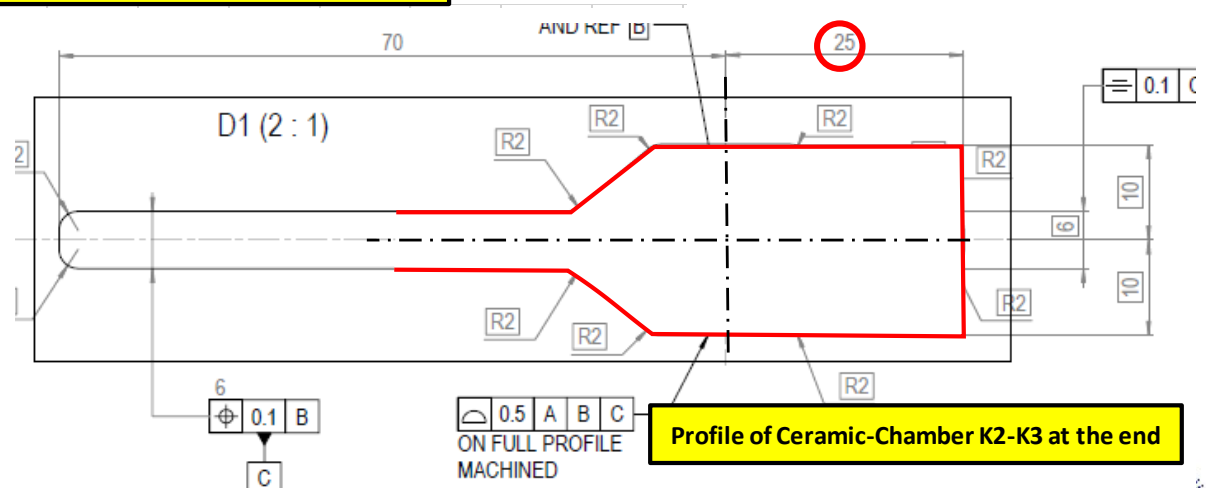 AND REF B
70
25
0.1
D1 (2 : 1)
R2
R2
R2
R2
10
6
10
R2
R2
R2
R2
6
0.1 B
C
0.5 A B C
ON FULL PROFILE
MACHINED
Profile of Ceramic-Chamber K2-K3 at the end